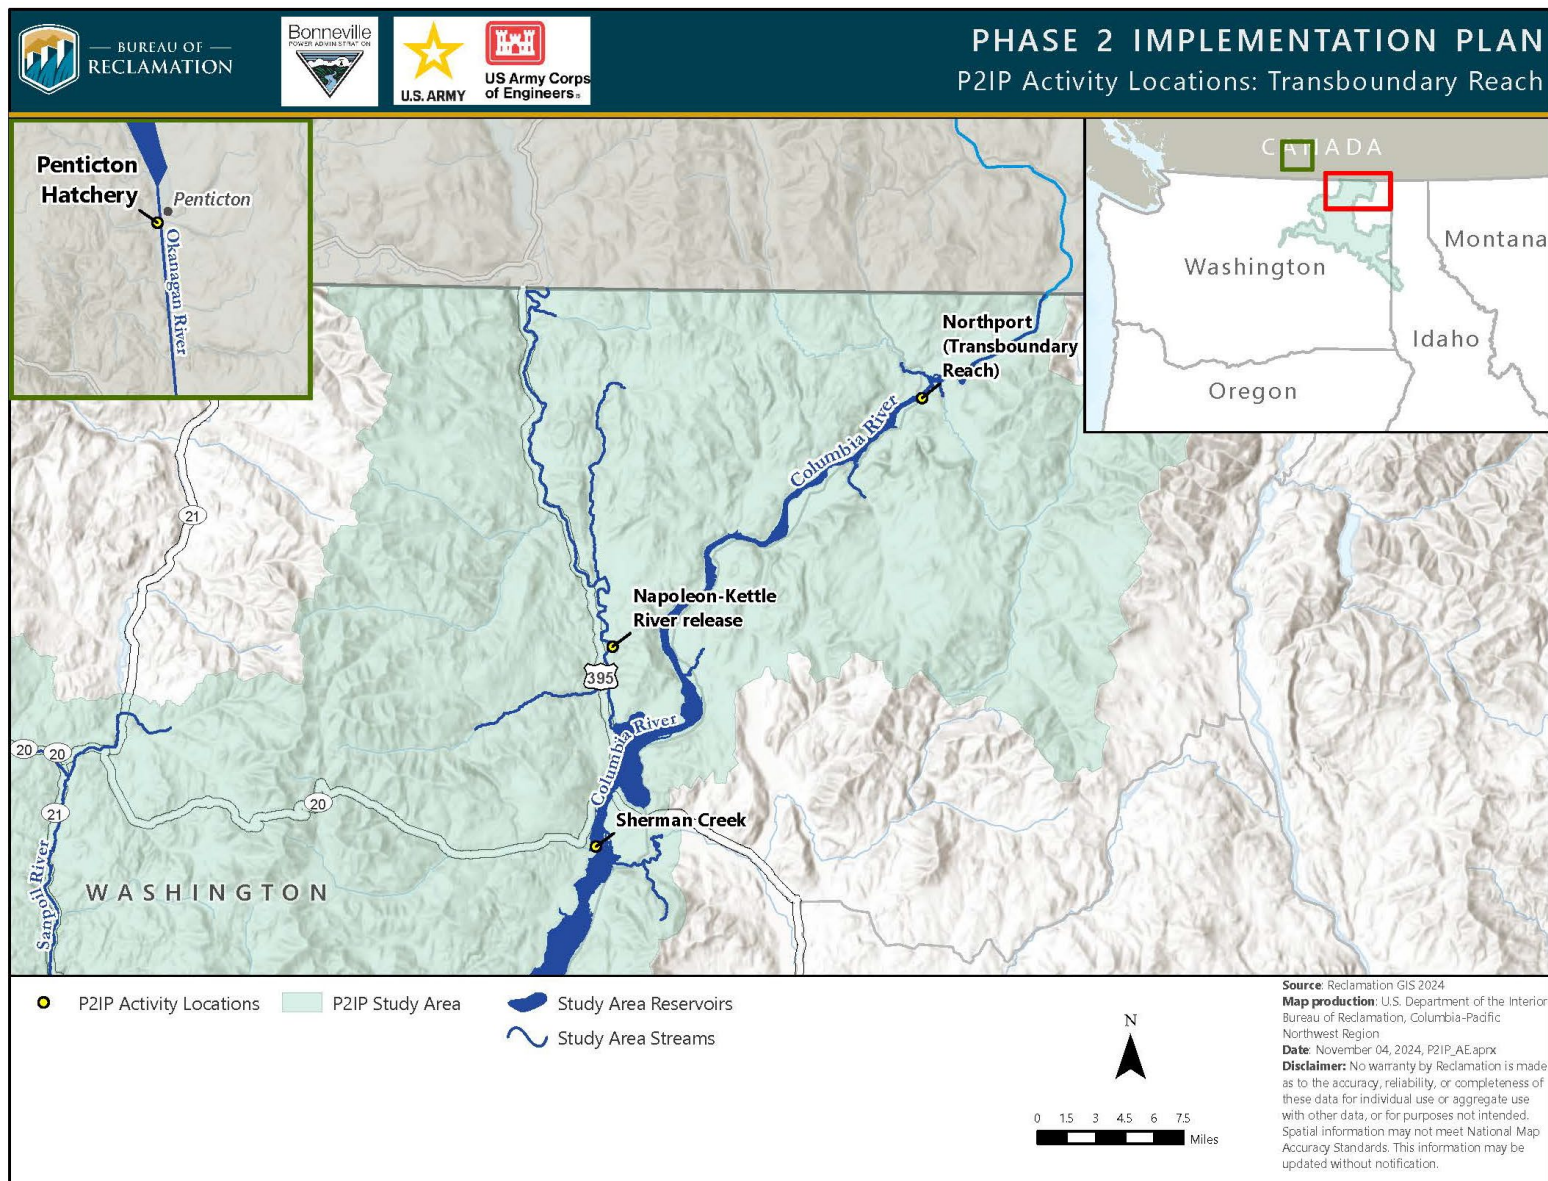 BUREAU OF
RECLAMATION
Bonneville
POWER ADMINISTRATION
U.S. ARMY
US Army Corps
of Engineers®
PHASE 2 IMPLEMENTATION PLAN
P2IP Activity Locations: Transboundary Reach
Penticton
Hatchery
Penticton
Okanagan River
CANADA
Washington
Montana
Idaho
Oregon
Northport
(Transboundary
Reach)
Columbia River
21
Napoleon-Kettle
River release
395
Columbia River
20
20
21
20
Sherman Creek
Sanpoil River
WASHINGTON
P2IP Activity Locations
P2IP Study Area
Study Area Reservoirs
Study Area Streams
N
0 1.5 3 4.5 6 7.5
Miles
Source: Reclamation GIS 2024
Map production: U.S. Department of the Interior
Bureau of Reclamation, Columbia-Pacific
Northwest Region
Date: November 04, 2024, P2IP_AE.aprx
Disclaimer: No warranty by Reclamation is made
as to the accuracy, reliability, or completeness of
these data for individual use or aggregate use
with other data, or for purposes not intended.
Spatial information may not meet National Map
Accuracy Standards. This information may be
updated without notification.